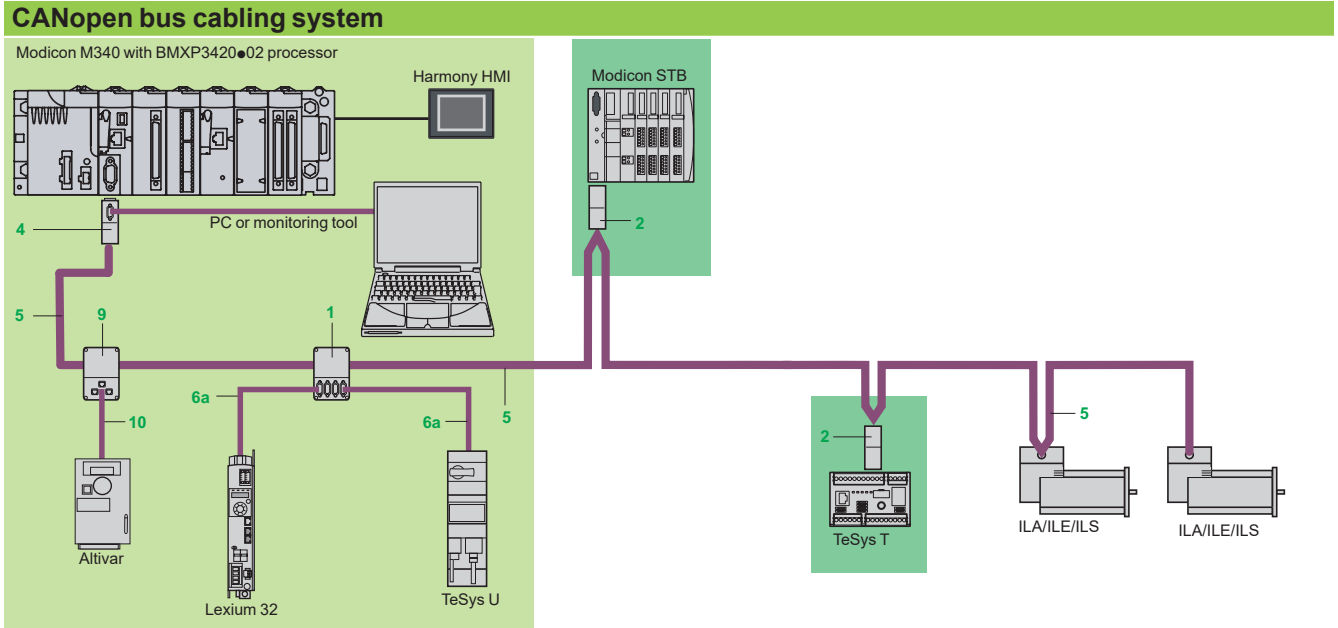 CANopen bus cabling system
Modicon M340 with BMXP3420●02 processor
Harmony HMI
Modicon STB
PC or monitoring tool
4
2
5
9
1
6a
10
6a
5
5
2
Altivar
Lexium 32
TeSys U
TeSys T
ILA/ILE/ILS
ILA/ILE/ILS